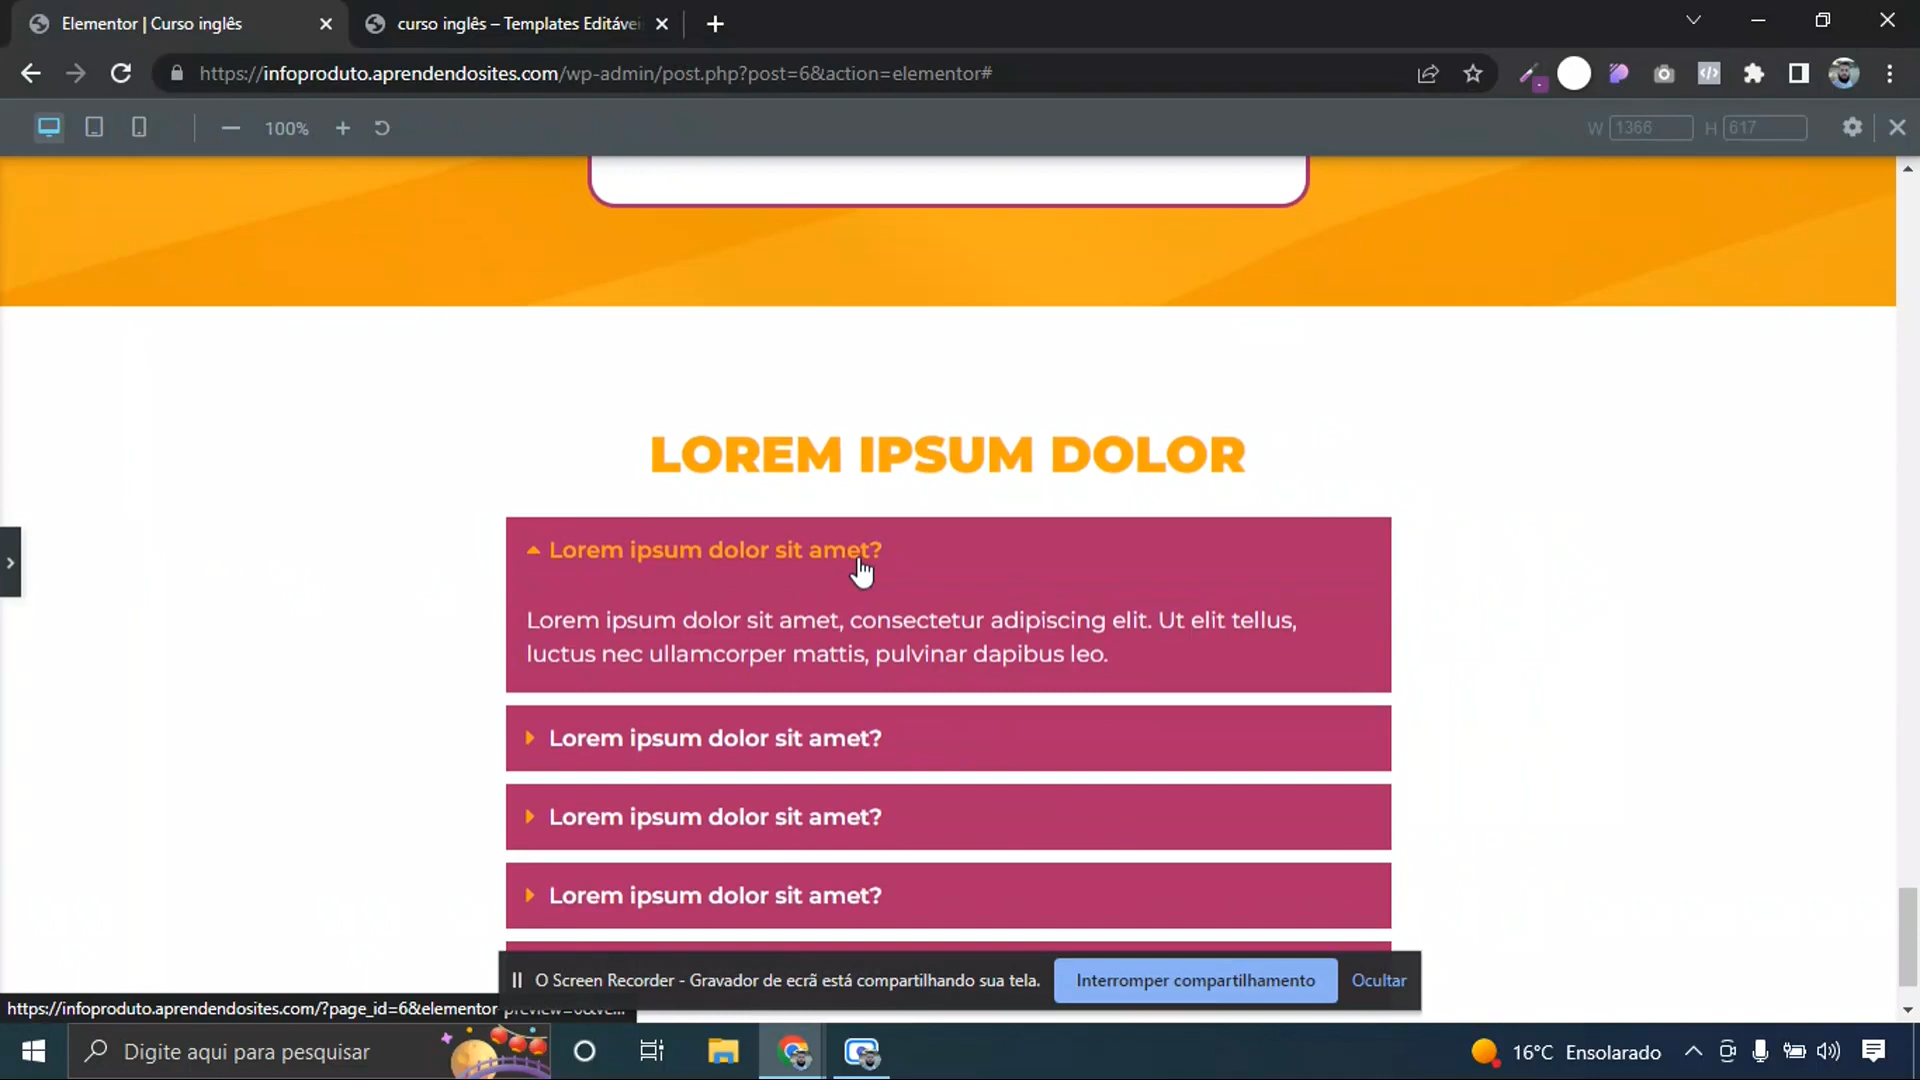 Elementor | Curso inglês
curso inglês – Templates Editávei
https://infoproduto.aprendendosites.com/wp-admin/post.php?post=6&action=elementor#
100%
W 1366 H 617
LOREM IPSUM DOLOR
Lorem ipsum dolor sit amet?
Lorem ipsum dolor sit amet, consectetur adipiscing elit. Ut elit tellus,
luctus nec ullamcorper mattis, pulvinar dapibus leo.
Lorem ipsum dolor sit amet?
Lorem ipsum dolor sit amet?
Lorem ipsum dolor sit amet?
O Screen Recorder - Gravador de ecrã está compartilhando sua tela.
Interromper compartilhamento
Ocultar
https://infoproduto.aprendendosites.com/?page_id=6&elementor-preview=6&ve...
Digite aqui para pesquisar
16°C Ensolarado